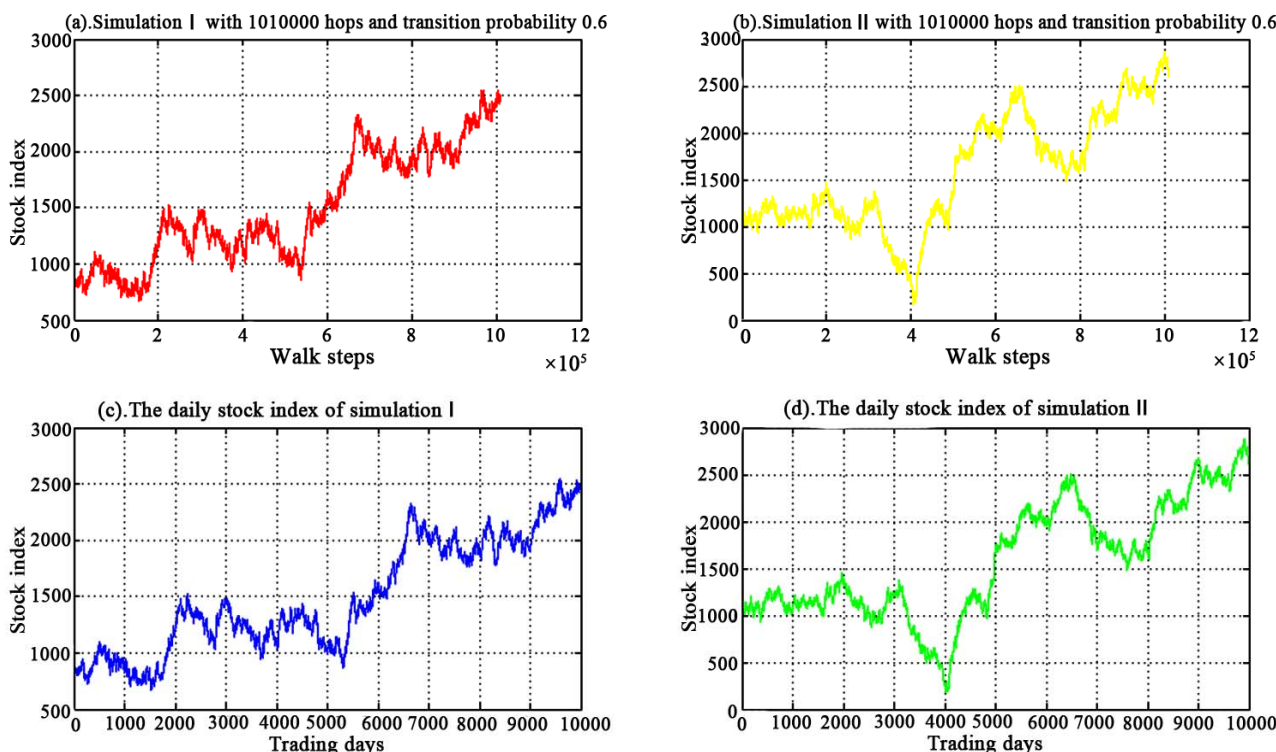 (a).Simulation I with 1010000 hops and transition probability 0.6
3000
2500
2000
1500
1000
500
Stock index
0 2 4 6 8 10 12
Walk steps
×10⁵
(b).Simulation II with 1010000 hops and transition probability 0.6
3000
2500
2000
1500
1000
500
0
Stock index
0 2 4 6 8 10 12
Walk steps
×10⁵
(c).The daily stock index of simulation I
3000
2500
2000
1500
1000
500
Stock index
0 1000 2000 3000 4000 5000 6000 7000 8000 9000 10000
Trading days
(d).The daily stock index of simulation II
3000
2500
2000
1500
1000
500
0
Stock index
0 1000 2000 3000 4000 5000 6000 7000 8000 9000 10000
Trading days